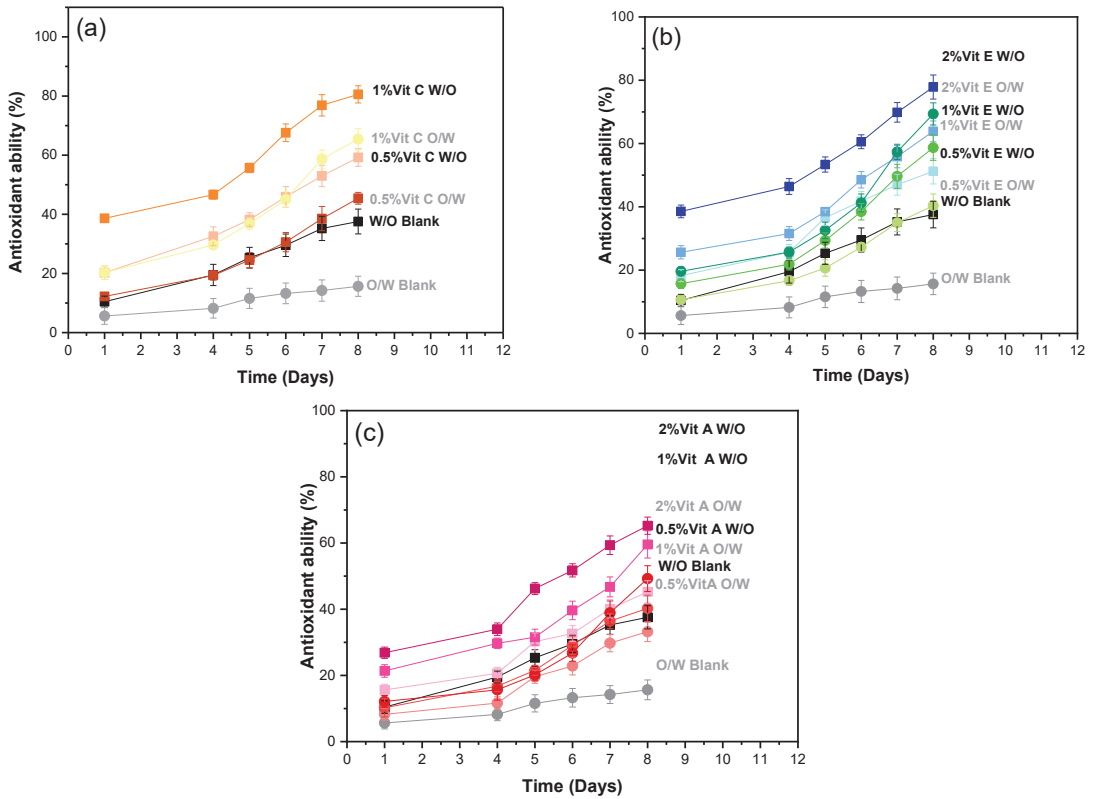 (a)
100
80
60
40
20
0
Antioxidant ability (%)
1%Vit C W/O
1%Vit C O/W
0.5%Vit C W/O
0.5%Vit C O/W
W/O Blank
O/W Blank
0 1 2 3 4 5 6 7 8 9 10 11 12
Time (Days)
(b)
100
80
60
40
20
0
Antioxidant ability (%)
2%Vit E W/O
2%Vit E O/W
1%Vit E W/O
1%Vit E O/W
0.5%Vit E W/O
0.5%Vit E O/W
W/O Blank
O/W Blank
0 1 2 3 4 5 6 7 8 9 10 11 12
Time (Days)
(c)
100
80
60
40
20
0
Antioxidant ability (%)
2%Vit A W/O
1%Vit A W/O
2%Vit A O/W
0.5%Vit A W/O
1%Vit A O/W
W/O Blank
0.5%VitA O/W
O/W Blank
0 1 2 3 4 5 6 7 8 9 10 11 12
Time (Days)